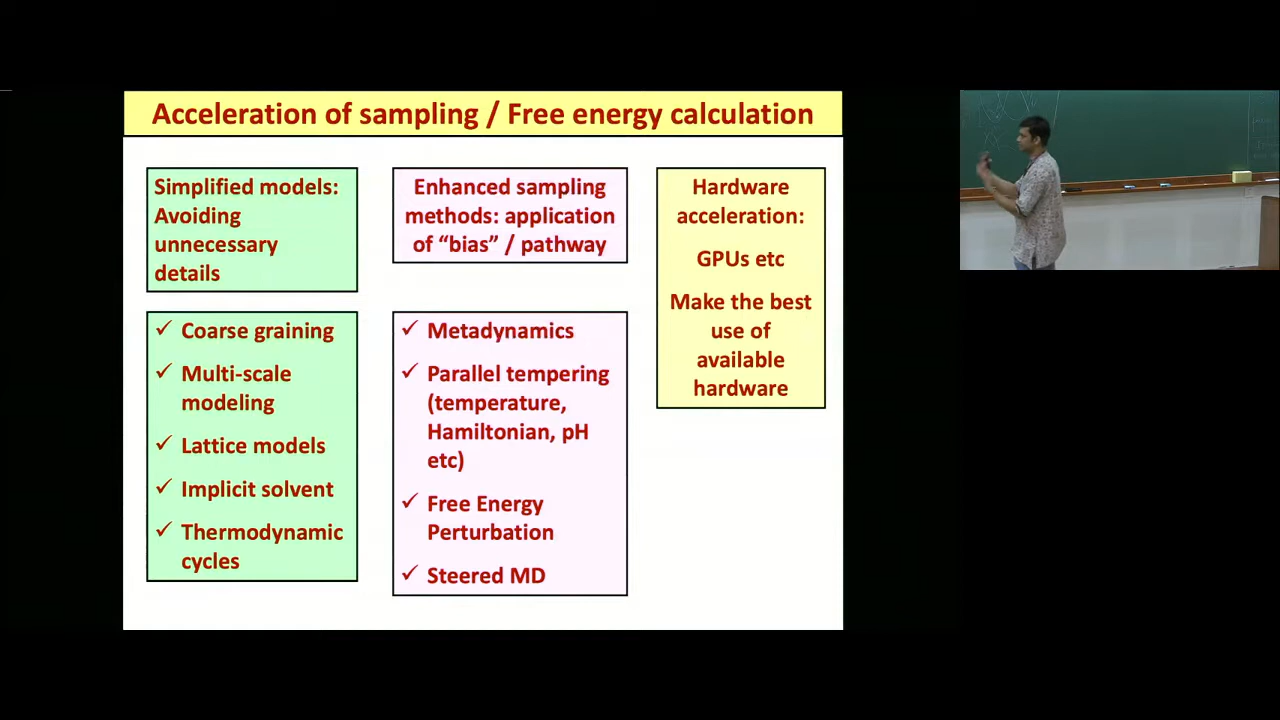 Acceleration of sampling / Free energy calculation
Simplified models:
Avoiding
unnecessary
details
✓ Coarse graining
✓ Multi-scale
modeling
✓ Lattice models
✓ Implicit solvent
✓ Thermodynamic
cycles
Enhanced sampling
methods: application
of “bias” / pathway
✓ Metadynamics
✓ Parallel tempering
(temperature,
Hamiltonian, pH
etc)
✓ Free Energy
Perturbation
✓ Steered MD
Hardware
acceleration:
GPUs etc
Make the best
use of
available
hardware